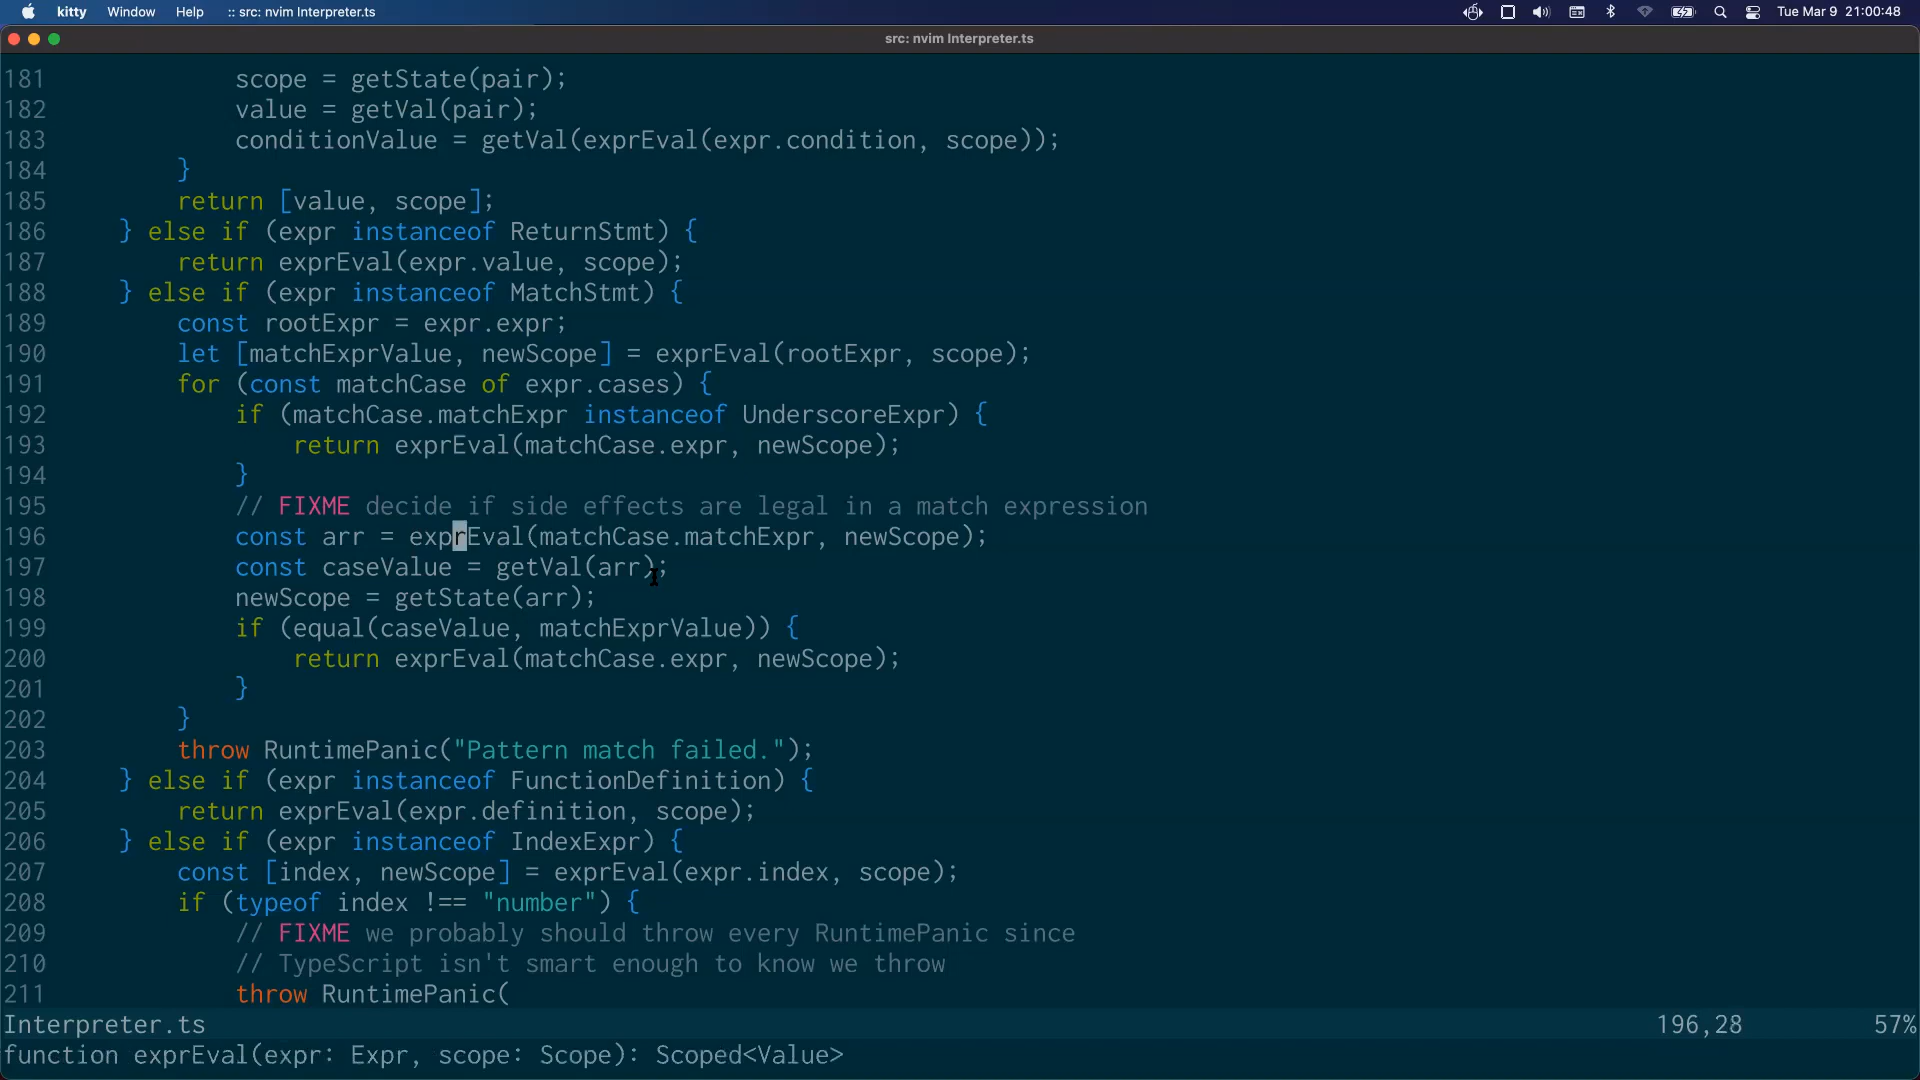 kitty Window Help :: src: nvim Interpreter.ts Tue Mar 9 21:00:48
src: nvim Interpreter.ts
181 scope = getState(pair);
182 value = getVal(pair);
183 conditionValue = getVal(exprEval(expr.condition, scope));
184 }
185 return [value, scope];
186 } else if (expr instanceof ReturnStmt) {
187 return exprEval(expr.value, scope);
188 } else if (expr instanceof MatchStmt) {
189 const rootExpr = expr.expr;
190 let [matchExprValue, newScope] = exprEval(rootExpr, scope);
191 for (const matchCase of expr.cases) {
192 if (matchCase.matchExpr instanceof UnderscoreExpr) {
193 return exprEval(matchCase.expr, newScope);
194 }
195 // FIXME decide if side effects are legal in a match expression
196 const arr = exprEval(matchCase.matchExpr, newScope);
197 const caseValue = getVal(arr);
198 newScope = getState(arr);
199 if (equal(caseValue, matchExprValue)) {
200 return exprEval(matchCase.expr, newScope);
201 }
202 }
203 throw RuntimePanic("Pattern match failed.");
204 } else if (expr instanceof FunctionDefinition) {
205 return exprEval(expr.definition, scope);
206 } else if (expr instanceof IndexExpr) {
207 const [index, newScope] = exprEval(expr.index, scope);
208 if (typeof index !== "number") {
209 // FIXME we probably should throw every RuntimePanic since
210 // TypeScript isn't smart enough to know we throw
211 throw RuntimePanic(
Interpreter.ts 196,28 57%
function exprEval(expr: Expr, scope: Scope): Scoped<Value>